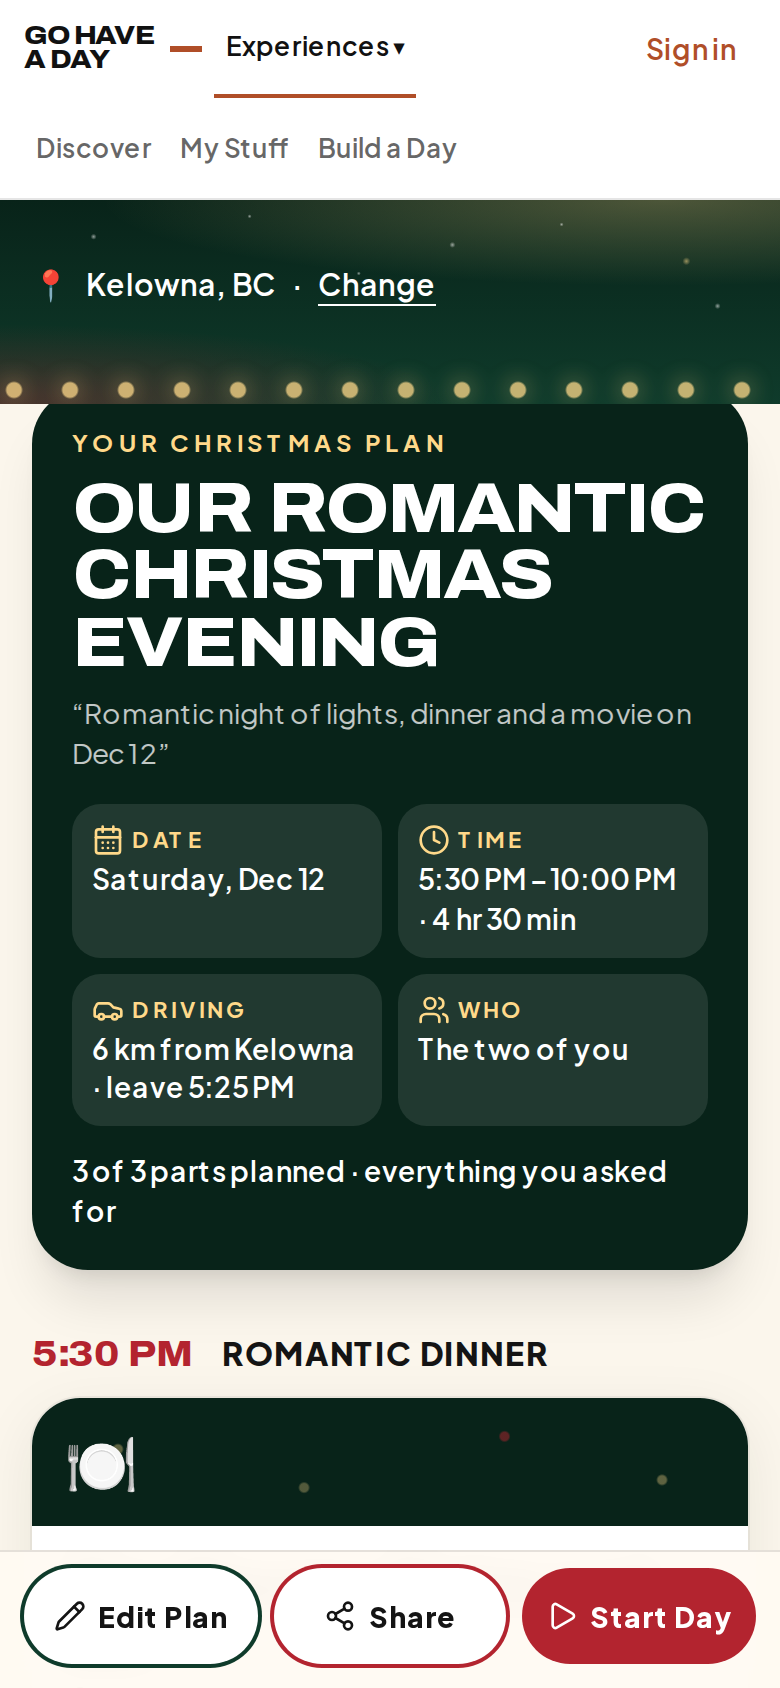 GO HAVE
A DAY
Experiences ▾
Sign in
Discover My Stuff Build a Day
Kelowna, BC · Change
YOUR CHRISTMAS PLAN
OUR ROMANTIC
CHRISTMAS
EVENING
“Romantic night of lights, dinner and a movie on
Dec 12”
DATE
Saturday, Dec 12
TIME
5:30 PM – 10:00 PM
· 4 hr 30 min
DRIVING
6 km from Kelowna
· leave 5:25 PM
WHO
The two of you
3 of 3 parts planned · everything you asked
for
5:30 PM ROMANTIC DINNER
Edit Plan Share Start Day